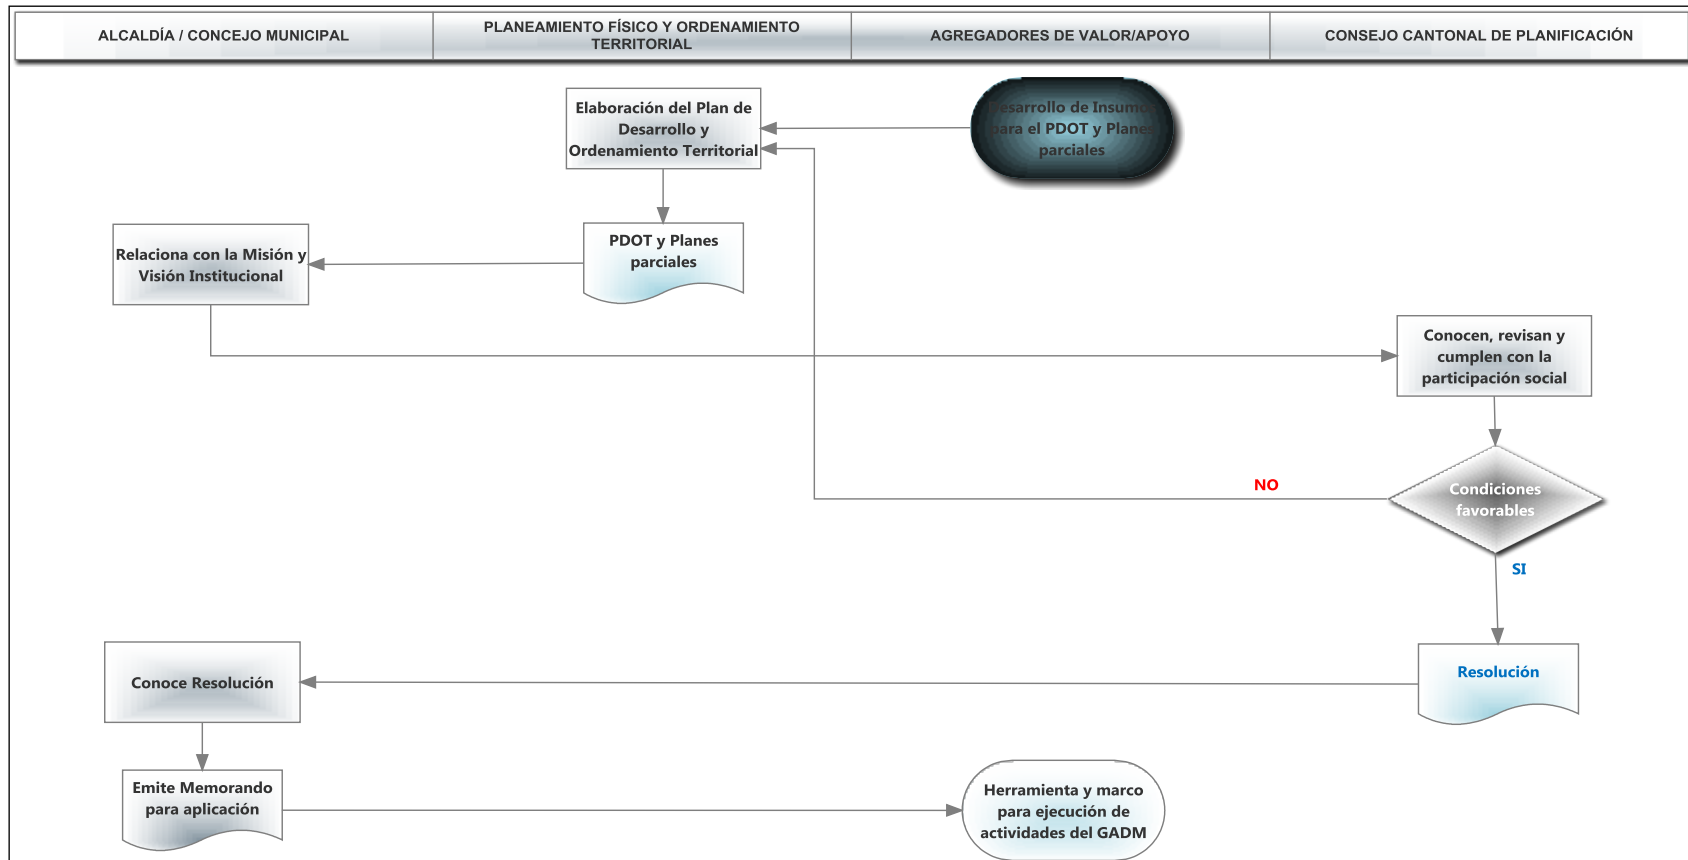 ALCALDÍA / CONCEJO MUNICIPAL
PLANEAMIENTO FÍSICO Y ORDENAMIENTO
TERRITORIAL
AGREGADORES DE VALOR/APOYO
CONSEJO CANTONAL DE PLANIFICACIÓN
Elaboración del Plan de
Desarrollo y
Ordenamiento Territorial
Desarrollo de Insumos
para el PDOT y Planes
parciales
PDOT y Planes
parciales
Relaciona con la Misión y
Visión Institucional
Conocen, revisan y
cumplen con la
participación social
NO
Condiciones
favorables
SI
Resolución
Conoce Resolución
Emite Memorando
para aplicación
Herramienta y marco
para ejecución de
actividades del GADM